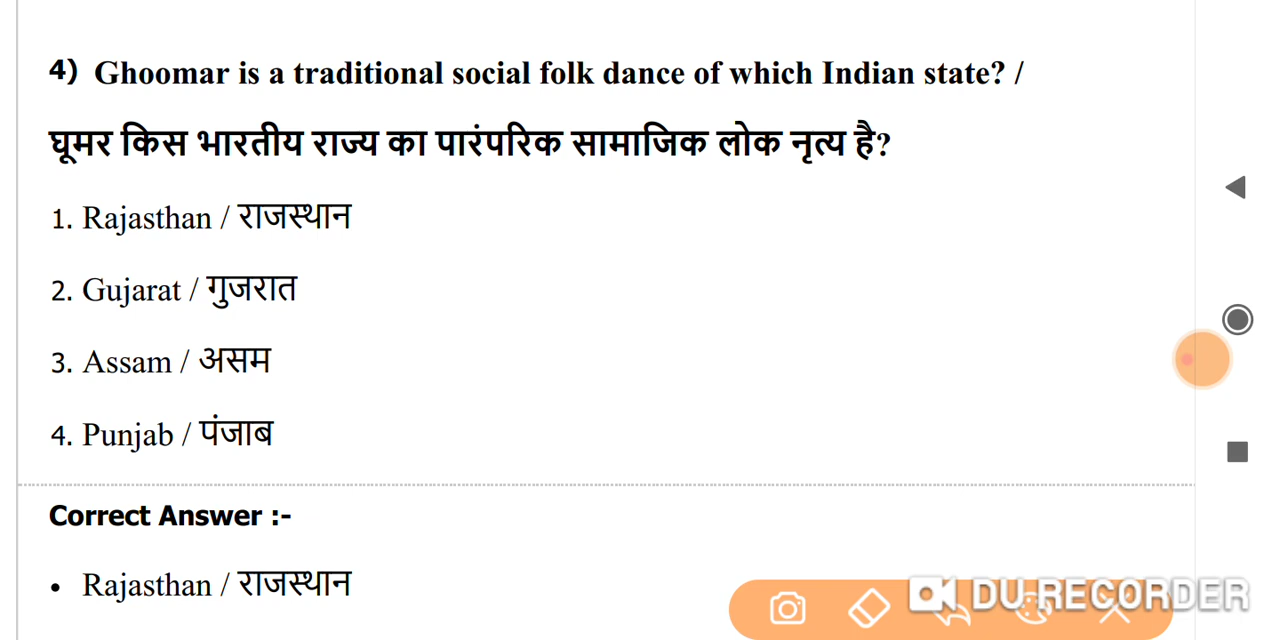 4) Ghoomar is a traditional social folk dance of which Indian state? /
घूमर किस भारतीय राज्य का पारंपरिक सामाजिक लोक नृत्य है?
1. Rajasthan / राजस्थान
2. Gujarat / गुजरात
3. Assam / असम
4. Punjab / पंजाब
Correct Answer :-
• Rajasthan / राजस्थान
DU RECORDER